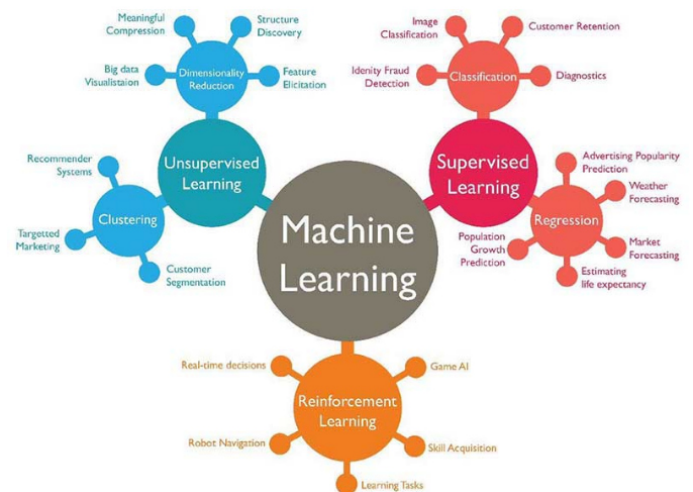 Meaningful
Compression
Structure
Discovery
Big data
Visualistaion
Dimensionality
Reduction
Feature
Elicitation
Image
Classification
Customer Retention
Idenity Fraud
Detection
Classification
Diagnostics
Unsupervised
Learning
Supervised
Learning
Recommender
Systems
Clustering
Targetted
Marketing
Customer
Segmentation
Machine
Learning
Advertising Popularity
Prediction
Weather
Forecasting
Regression
Population
Growth
Prediction
Market
Forecasting
Estimating
life expectancy
Real-time decisions
Game AI
Reinforcement
Learning
Robot Navigation
Skill Acquisition
Learning Tasks